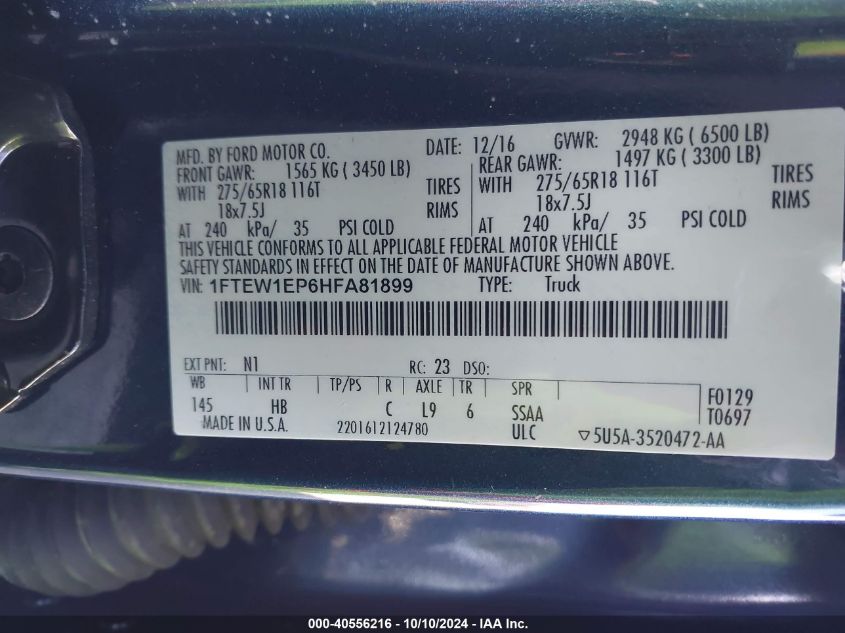 MFD. BY FORD MOTOR CO. DATE: 12/16 GVWR: 2948 KG ( 6500 LB)
FRONT GAWR: 1565 KG ( 3450 LB) REAR GAWR: 1497 KG ( 3300 LB)
WITH 275/65R18 116T TIRES WITH 275/65R18 116T TIRES
18x7.5J RIMS 18x7.5J RIMS
AT 240 kPa/ 35 PSI COLD AT 240 kPa/ 35 PSI COLD
THIS VEHICLE CONFORMS TO ALL APPLICABLE FEDERAL MOTOR VEHICLE
SAFETY STANDARDS IN EFFECT ON THE DATE OF MANUFACTURE SHOWN ABOVE.
VIN: 1FTEW1EP6HFA81899 TYPE: Truck
EXT PNT: N1 RC: 23 DSO:
WB INT TR TP/PS R AXLE TR SPR F0129
145 HB C L9 6 SSAA T0697
MADE IN U.S.A. 2201612124780 ULC ▽5U5A-3520472-AA
000-40556216 - 10/10/2024 - IAA Inc.